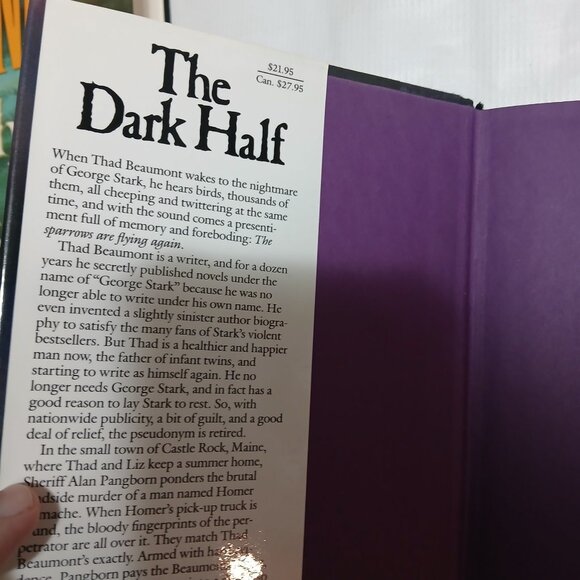 The
Dark Half
$21.95
Can. $27.95
When Thad Beaumont wakes to the nightmare
of George Stark, he hears birds, thousands of
them, all cheeping and twittering at the same
time, and with the sound comes a presenti-
ment full of memory and foreboding: The
sparrows are flying again.
Thad Beaumont is a writer, and for a dozen
years he secretly published novels under the
name of "George Stark" because he was no
longer able to write under his own name. He
even invented a slightly sinister author biogra-
phy to satisfy the many fans of Stark's violent
bestsellers. But Thad is a healthier and happier
man now, the father of infant twins, and
starting to write as himself again. He no
longer needs George Stark, and in fact has a
good reason to lay Stark to rest. So, with
nationwide publicity, a bit of guilt, and a good
deal of relief, the pseudonym is retired.
In the small town of Castle Rock, Maine,
where Thad and Liz keep a summer home,
Sheriff Alan Pangborn ponders the brutal
murder of a man named Homer
When Homer's pick-up truck is
the bloody fingerprints of the per-
petrator are all over it. They match Thad
Beaumont's exactly. Armed with
Pangborn pays the